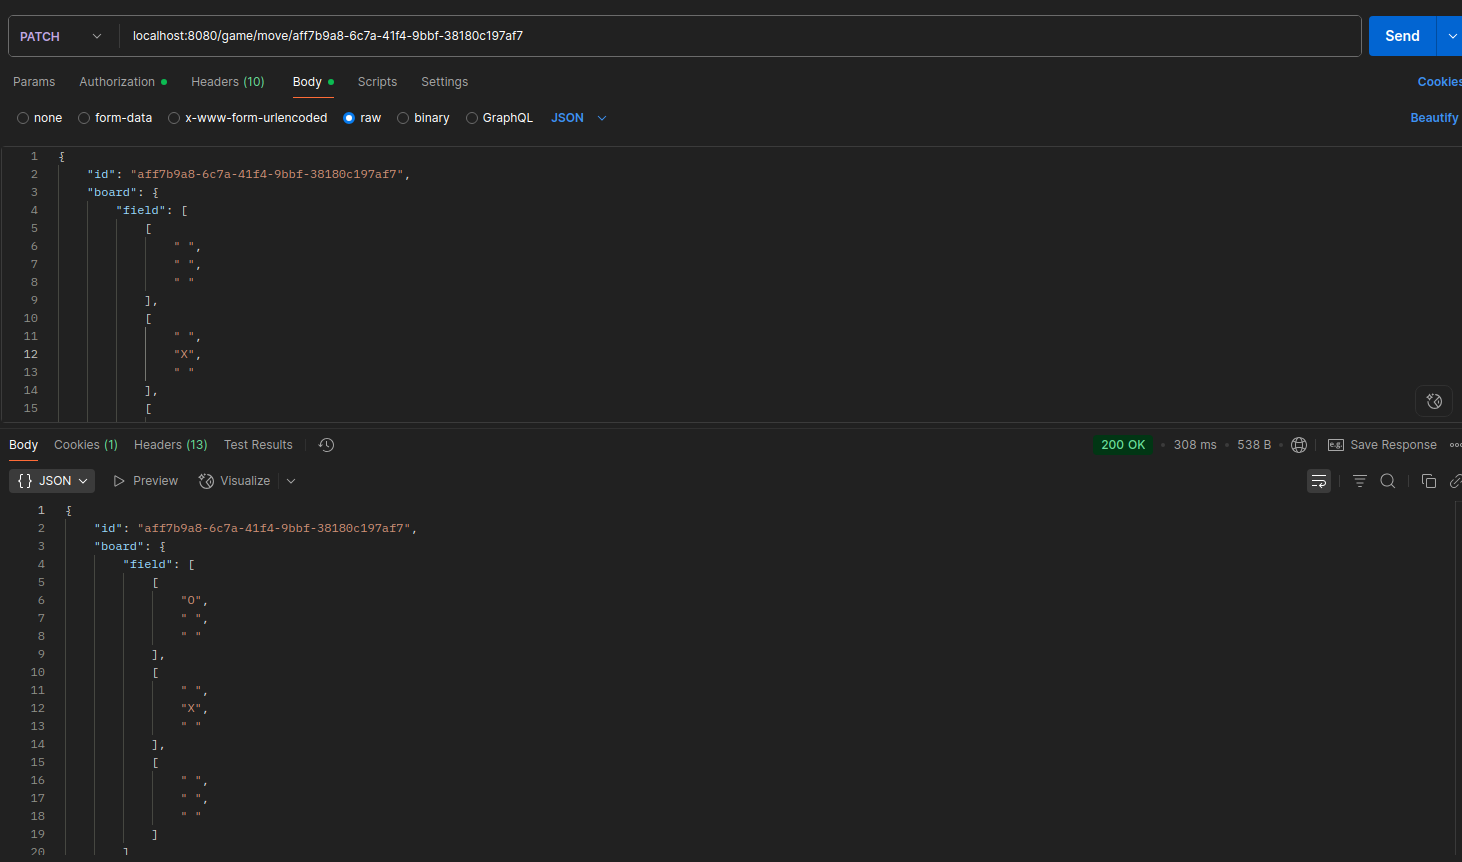 PATCH localhost:8080/game/move/aff7b9a8-6c7a-41f4-9bbf-38180c197af7 Send
Params Authorization Headers (10) Body Scripts Settings Cookies
none form-data x-www-form-urlencoded raw binary GraphQL JSON Beautify
1 {
2 "id": "aff7b9a8-6c7a-41f4-9bbf-38180c197af7",
3 "board": {
4 "field": [
5 [
6 " ",
7 " ",
8 " "
9 ],
10 [
11 " ",
12 "X",
13 " "
14 ],
15 [
Body Cookies (1) Headers (13) Test Results 200 OK • 308 ms • 538 B e.g. Save Response
{} JSON Preview Visualize
1 {
2 "id": "aff7b9a8-6c7a-41f4-9bbf-38180c197af7",
3 "board": {
4 "field": [
5 [
6 "O",
7 " ",
8 " "
9 ],
10 [
11 " ",
12 "X",
13 " "
14 ],
15 [
16 " ",
17 " ",
18 " "
19 ]
20 ]